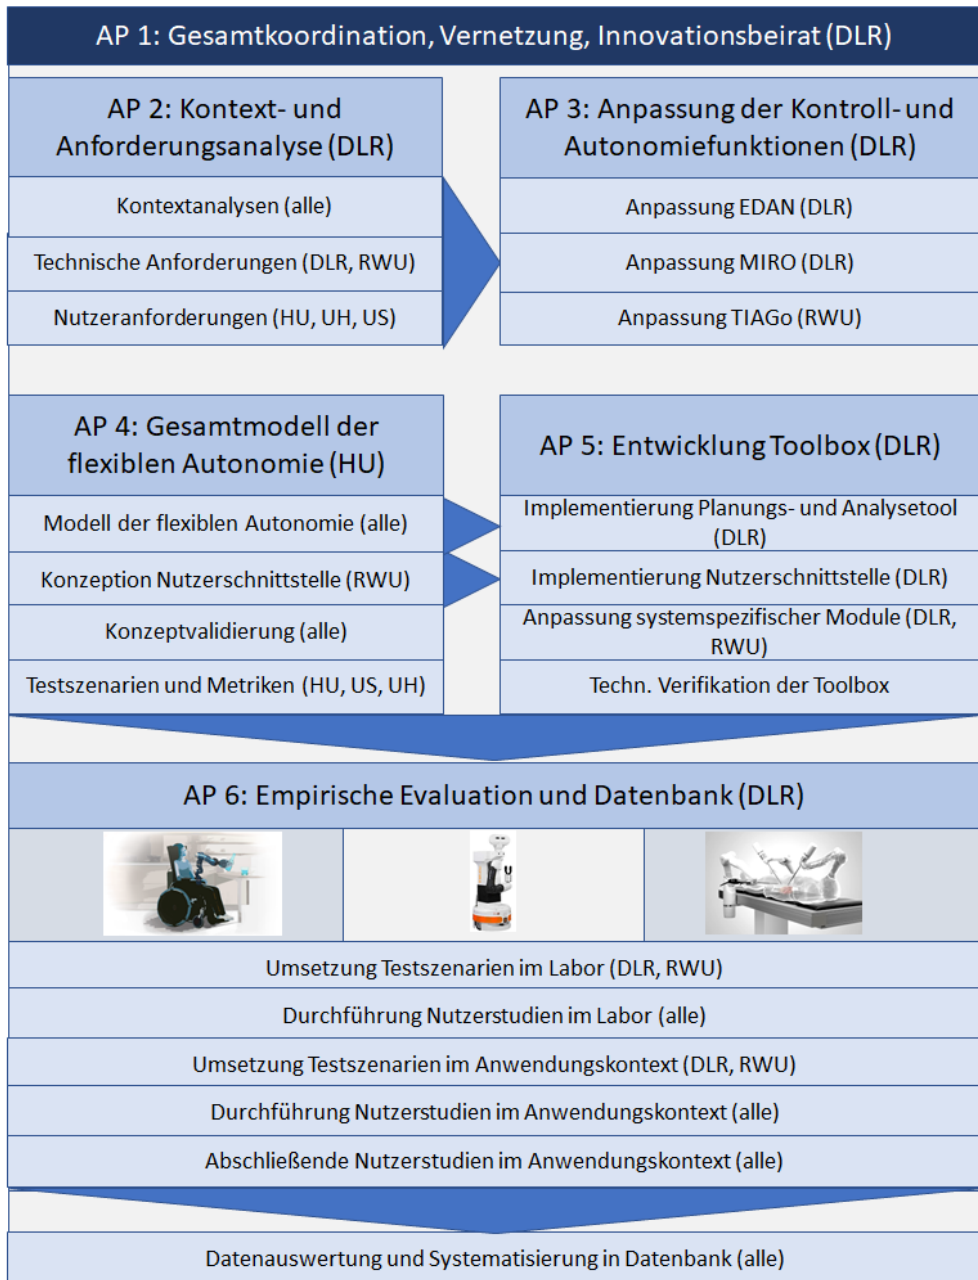 AP 1: Gesamtkoordination, Vernetzung, Innovationsbeirat (DLR)
AP 2: Kontext- und
Anforderungsanalyse (DLR)
Kontextanalysen (alle)
Technische Anforderungen (DLR, RWU)
Nutzeranforderungen (HU, UH, US)
AP 3: Anpassung der Kontroll- und
Autonomiefunktionen (DLR)
Anpassung EDAN (DLR)
Anpassung MIRO (DLR)
Anpassung TIAGo (RWU)
AP 4: Gesamtmodell der
flexiblen Autonomie (HU)
Modell der flexiblen Autonomie (alle)
Konzeption Nutzerschnittstelle (RWU)
Konzeptvalidierung (alle)
Testszenarien und Metriken (HU, US, UH)
AP 5: Entwicklung Toolbox (DLR)
Implementierung Planungs- und Analysetool
(DLR)
Implementierung Nutzerschnittstelle (DLR)
Anpassung systemspezifischer Module (DLR,
RWU)
Techn. Verifikation der Toolbox
AP 6: Empirische Evaluation und Datenbank (DLR)
Umsetzung Testszenarien im Labor (DLR, RWU)
Durchführung Nutzerstudien im Labor (alle)
Umsetzung Testszenarien im Anwendungskontext (DLR, RWU)
Durchführung Nutzerstudien im Anwendungskontext (alle)
Abschließende Nutzerstudien im Anwendungskontext (alle)
Datenauswertung und Systematisierung in Datenbank (alle)